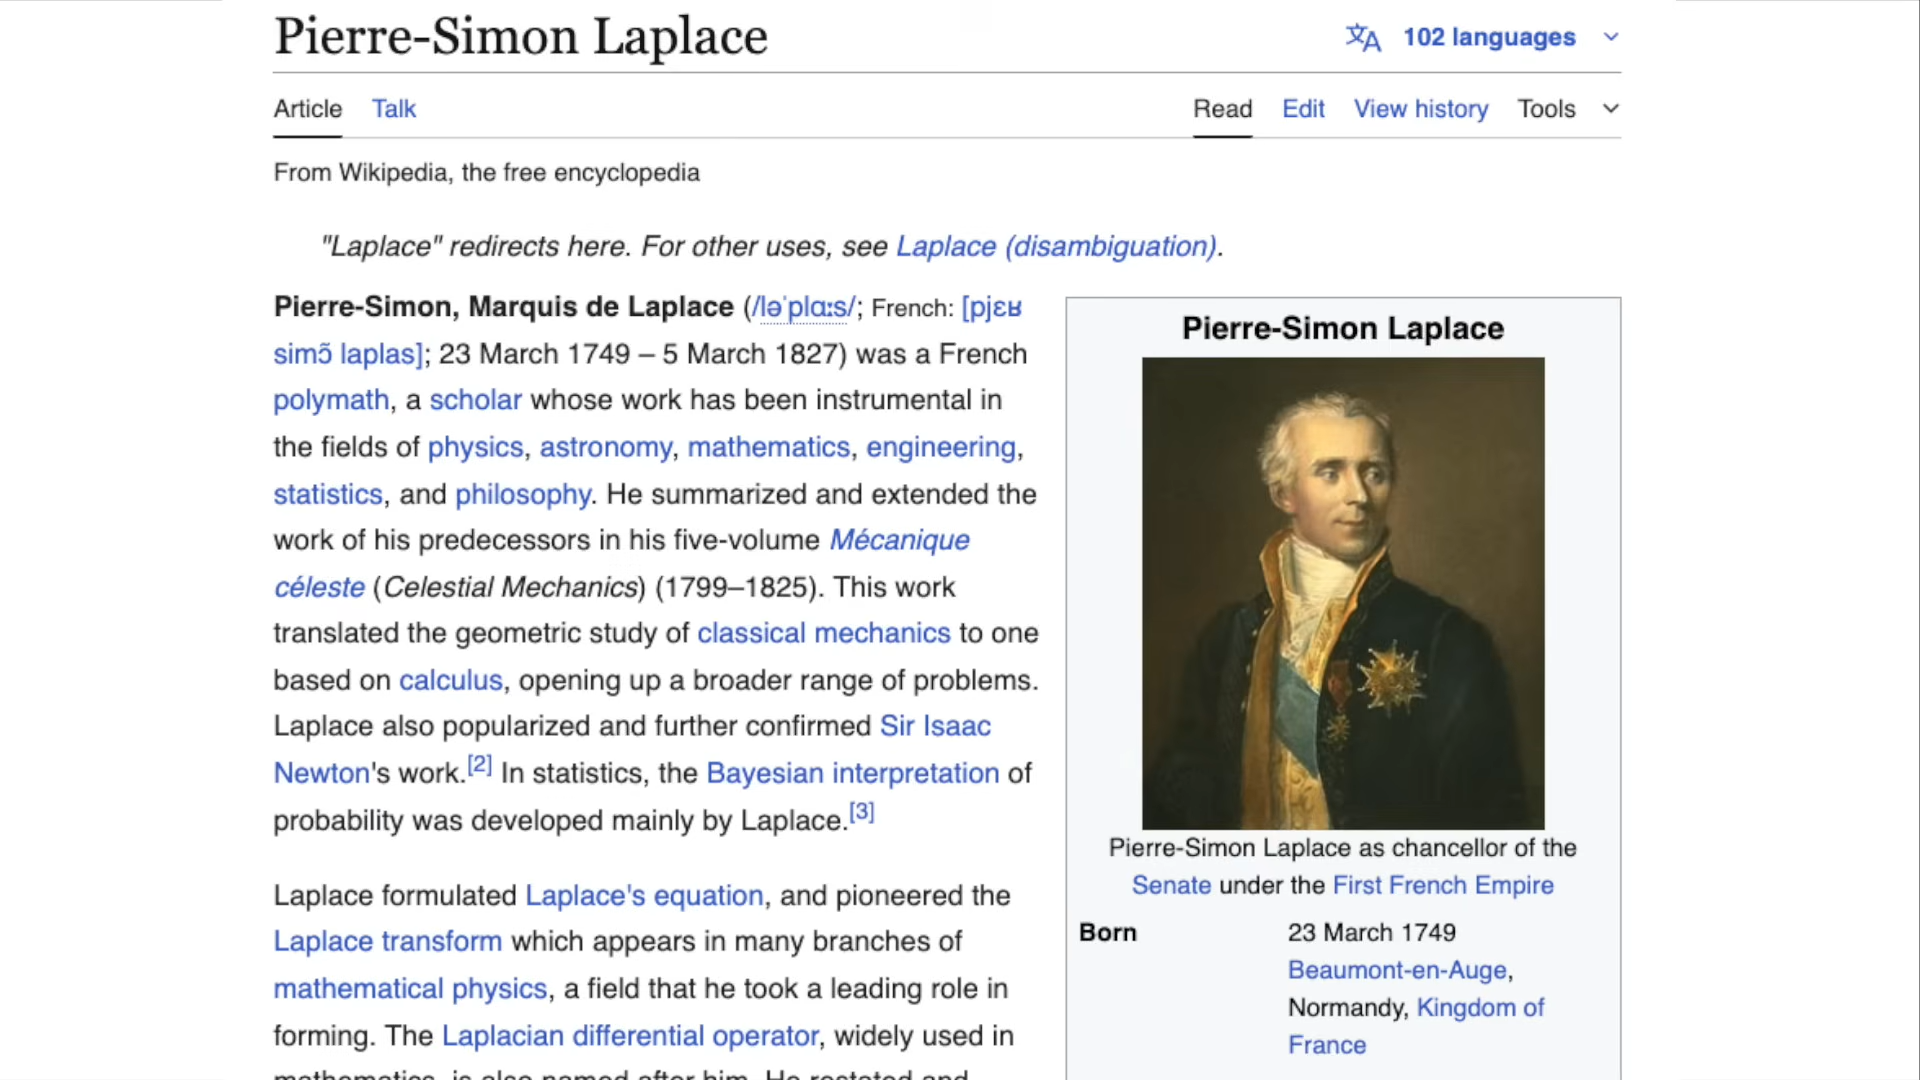 Pierre-Simon Laplace
102 languages
Article Talk Read Edit View history Tools
From Wikipedia, the free encyclopedia
"Laplace" redirects here. For other uses, see Laplace (disambiguation).
Pierre-Simon, Marquis de Laplace (/ləˈplɑːs/; French: [pjɛʁ
simɔ̃ laplas]; 23 March 1749 – 5 March 1827) was a French
polymath, a scholar whose work has been instrumental in
the fields of physics, astronomy, mathematics, engineering,
statistics, and philosophy. He summarized and extended the
work of his predecessors in his five-volume Mécanique
céleste (Celestial Mechanics) (1799–1825). This work
translated the geometric study of classical mechanics to one
based on calculus, opening up a broader range of problems.
Laplace also popularized and further confirmed Sir Isaac
Newton's work.[2] In statistics, the Bayesian interpretation of
probability was developed mainly by Laplace.[3]
Laplace formulated Laplace's equation, and pioneered the
Laplace transform which appears in many branches of
mathematical physics, a field that he took a leading role in
forming. The Laplacian differential operator, widely used in
mathematics, is also named after him. He restated and
Pierre-Simon Laplace
Pierre-Simon Laplace as chancellor of the
Senate under the First French Empire
Born 23 March 1749
Beaumont-en-Auge,
Normandy, Kingdom of
France